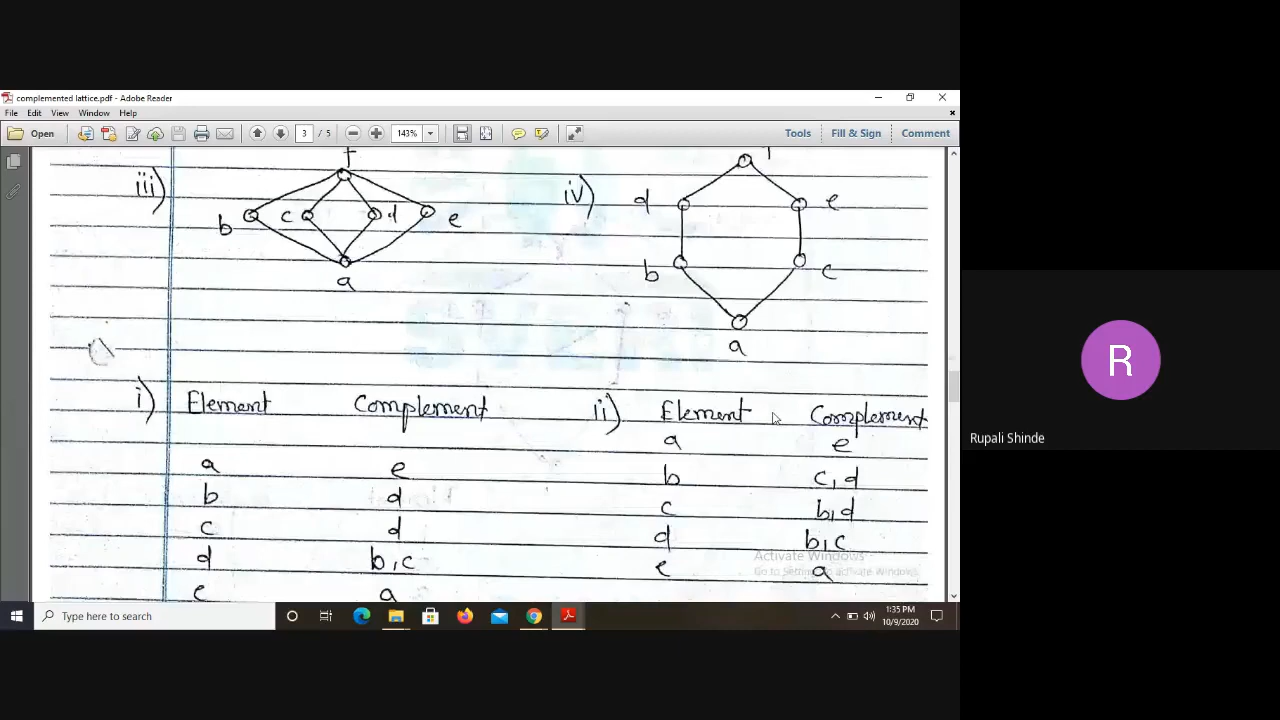 complemented lattice.pdf - Adobe Reader
File Edit View Window Help
Open 3 / 5 143% Tools Fill & Sign Comment
iii) f
b c d e
a
iv) f
d e
b c
a
i) Element Complement
a e
b d
c d
d b, c
e a
ii) Element Complement
a e
b c, d
c b, d
d b, c
e a
Activate Windows
Go to Settings to activate Windows.
Type here to search
1:35 PM
10/9/2020
R
Rupali Shinde